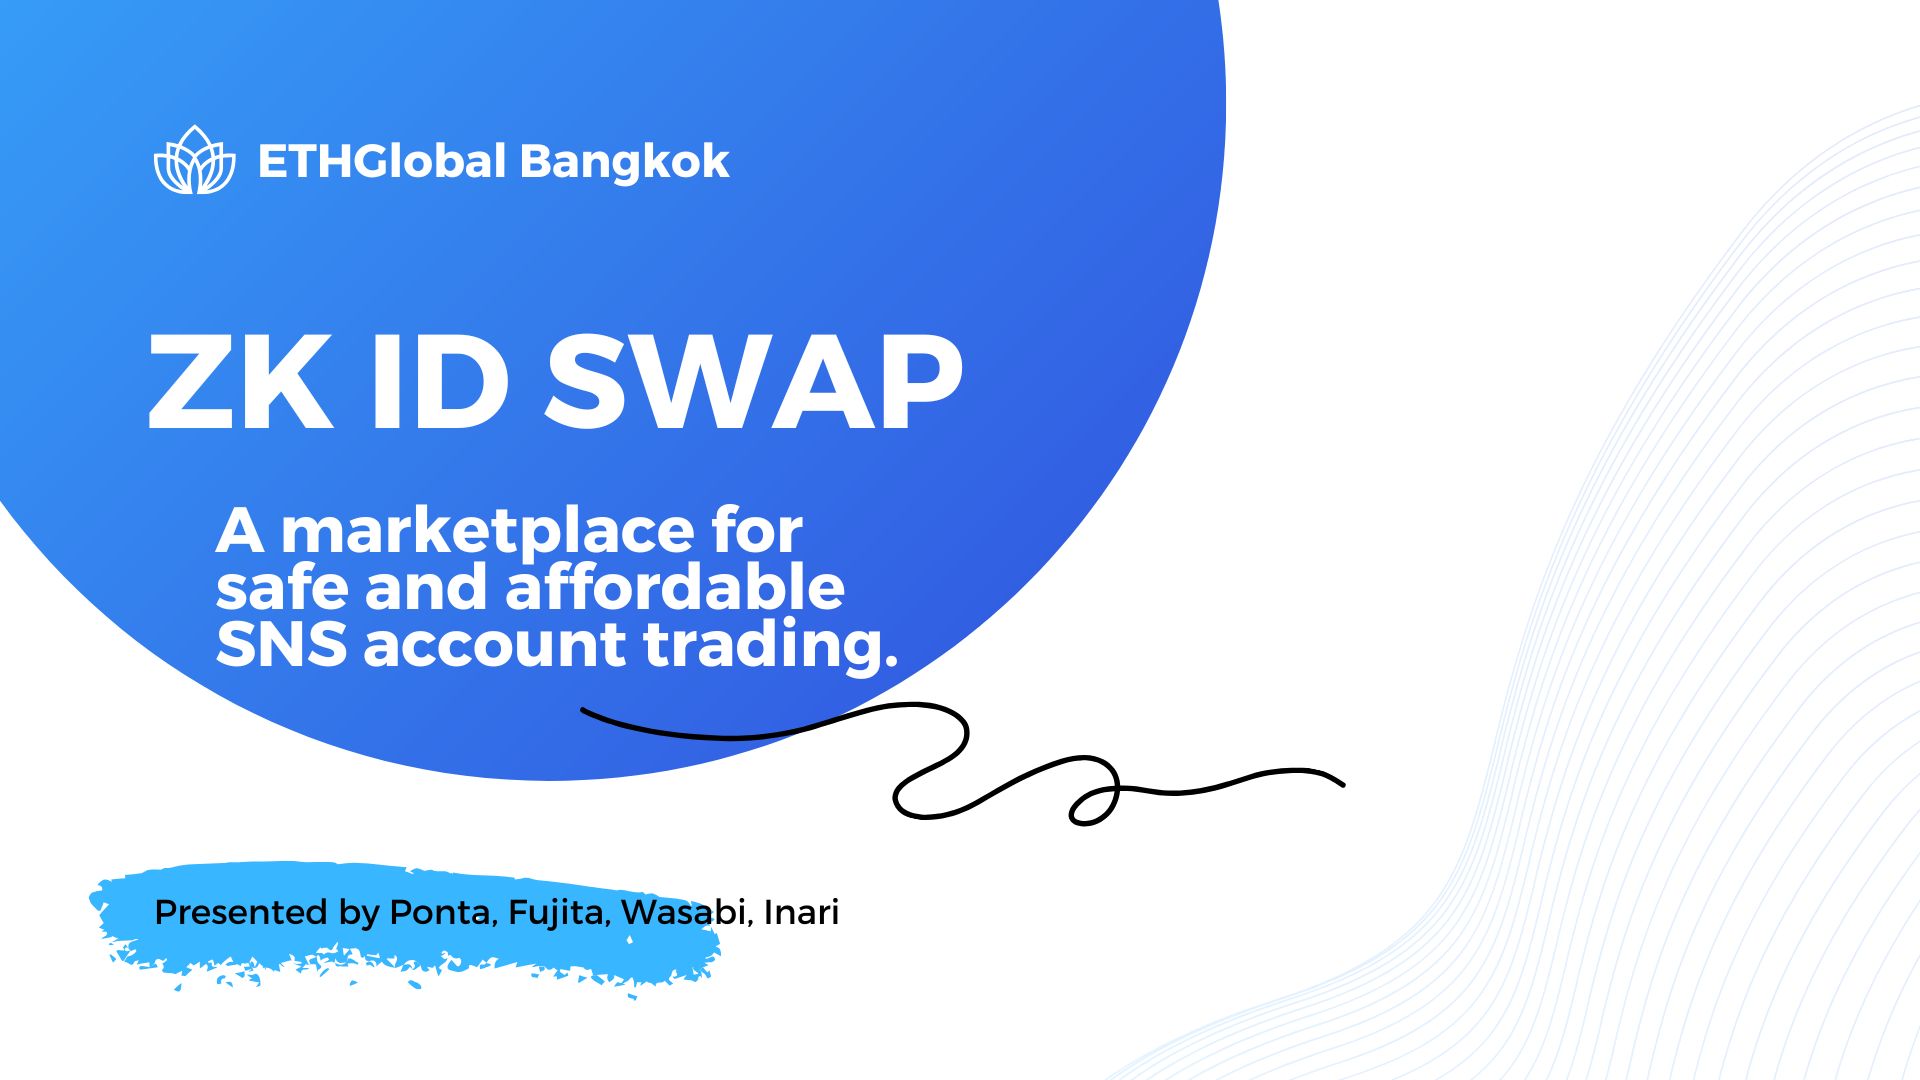 ETHGlobal Bangkok
ZK ID SWAP
A marketplace for
safe and affordable
SNS account trading.
Presented by Ponta, Fujita, Wasabi, Inari